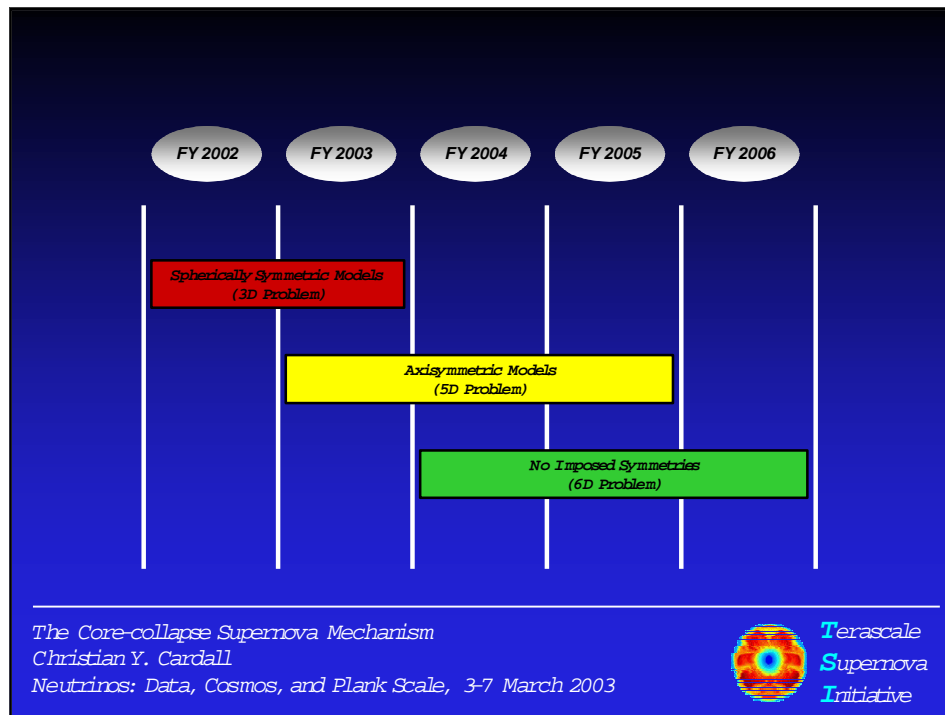 FY 2002 FY 2003 FY 2004 FY 2005 FY 2006
Spherically Symmetric Models
(3D Problem)
Axisymmetric Models
(5D Problem)
No Imposed Symmetries
(6D Problem)
The Core-collapse Supernova Mechanism
Christian Y. Cardall
Neutrinos: Data, Cosmos, and Plank Scale, 3-7 March 2003
Terascale
Supernova
Initiative